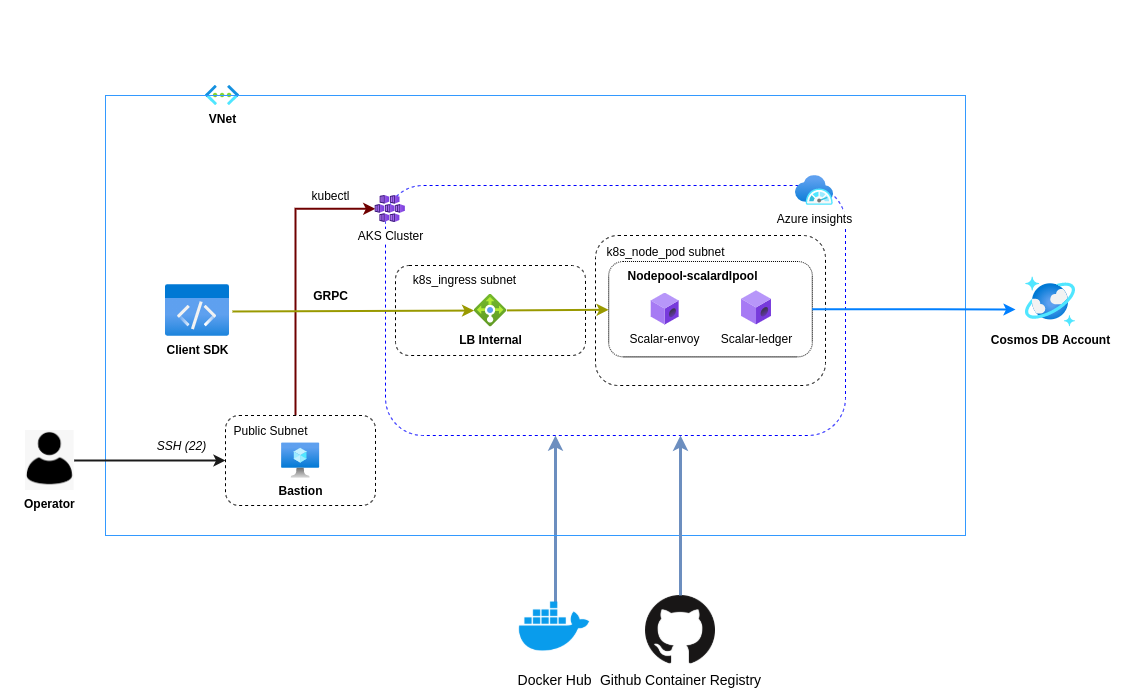 VNet
kubectl
Azure insights
AKS Cluster
k8s_node_pod subnet
k8s_ingress subnet
Nodepool-scalardlpool
GRPC
LB Internal
Scalar-envoy
Scalar-ledger
Cosmos DB Account
Client SDK
Public Subnet
SSH (22)
Bastion
Operator
Docker Hub
Github Container Registry